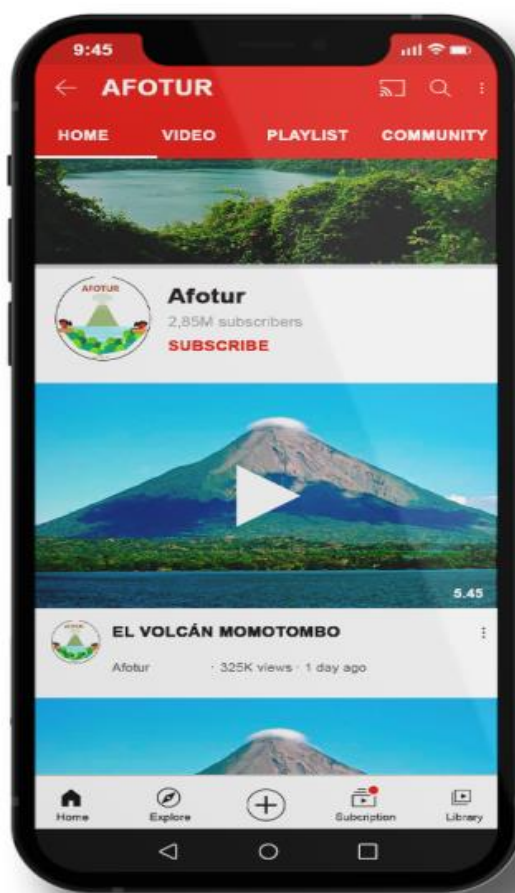 9:45
AFOTUR
HOME VIDEO PLAYLIST COMMUNITY
AFOTUR
Afotur
2,85M subscribers
SUBSCRIBE
5.45
AFOTUR
EL VOLCÁN MOMOTOMBO
Afotur · 325K views · 1 day ago
Home Explore Subcription Library